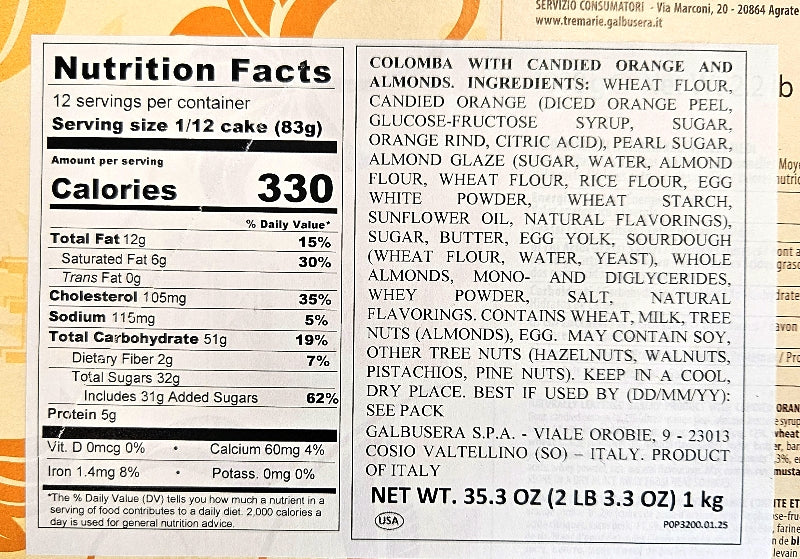 SERVIZIO CONSUMATORI - Via Marconi, 20 - 20864 Agrate
www.tremarie.galbusera.it
Nutrition Facts
12 servings per container
Serving size 1/12 cake (83g)
Amount per serving
Calories 330
% Daily Value*
Total Fat 12g 15%
Saturated Fat 6g 30%
Trans Fat 0g
Cholesterol 105mg 35%
Sodium 115mg 5%
Total Carbohydrate 51g 19%
Dietary Fiber 2g 7%
Total Sugars 32g
Includes 31g Added Sugars 62%
Protein 5g
Vit. D 0mcg 0% • Calcium 60mg 4%
Iron 1.4mg 8% • Potass. 0mg 0%
*The % Daily Value (DV) tells you how much a nutrient in a
serving of food contributes to a daily diet. 2,000 calories a
day is used for general nutrition advice.
COLOMBA WITH CANDIED ORANGE AND
ALMONDS. INGREDIENTS: WHEAT FLOUR,
CANDIED ORANGE (DICED ORANGE PEEL,
GLUCOSE-FRUCTOSE SYRUP, SUGAR,
ORANGE RIND, CITRIC ACID), PEARL SUGAR,
ALMOND GLAZE (SUGAR, WATER, ALMOND
FLOUR, WHEAT FLOUR, RICE FLOUR, EGG
WHITE POWDER, WHEAT STARCH,
SUNFLOWER OIL, NATURAL FLAVORINGS),
SUGAR, BUTTER, EGG YOLK, SOURDOUGH
(WHEAT FLOUR, WATER, YEAST), WHOLE
ALMONDS, MONO- AND DIGLYCERIDES,
WHEY POWDER, SALT, NATURAL
FLAVORINGS. CONTAINS WHEAT, MILK, TREE
NUTS (ALMONDS), EGG. MAY CONTAIN SOY,
OTHER TREE NUTS (HAZELNUTS, WALNUTS,
PISTACHIOS, PINE NUTS). KEEP IN A COOL,
DRY PLACE. BEST IF USED BY (DD/MM/YY):
SEE PACK
GALBUSERA S.P.A. - VIALE OROBIE, 9 - 23013
COSIO VALTELLINO (SO) – ITALY. PRODUCT
OF ITALY
NET WT. 35.3 OZ (2 LB 3.3 OZ) 1 kg
USA
P0P3200.01.25